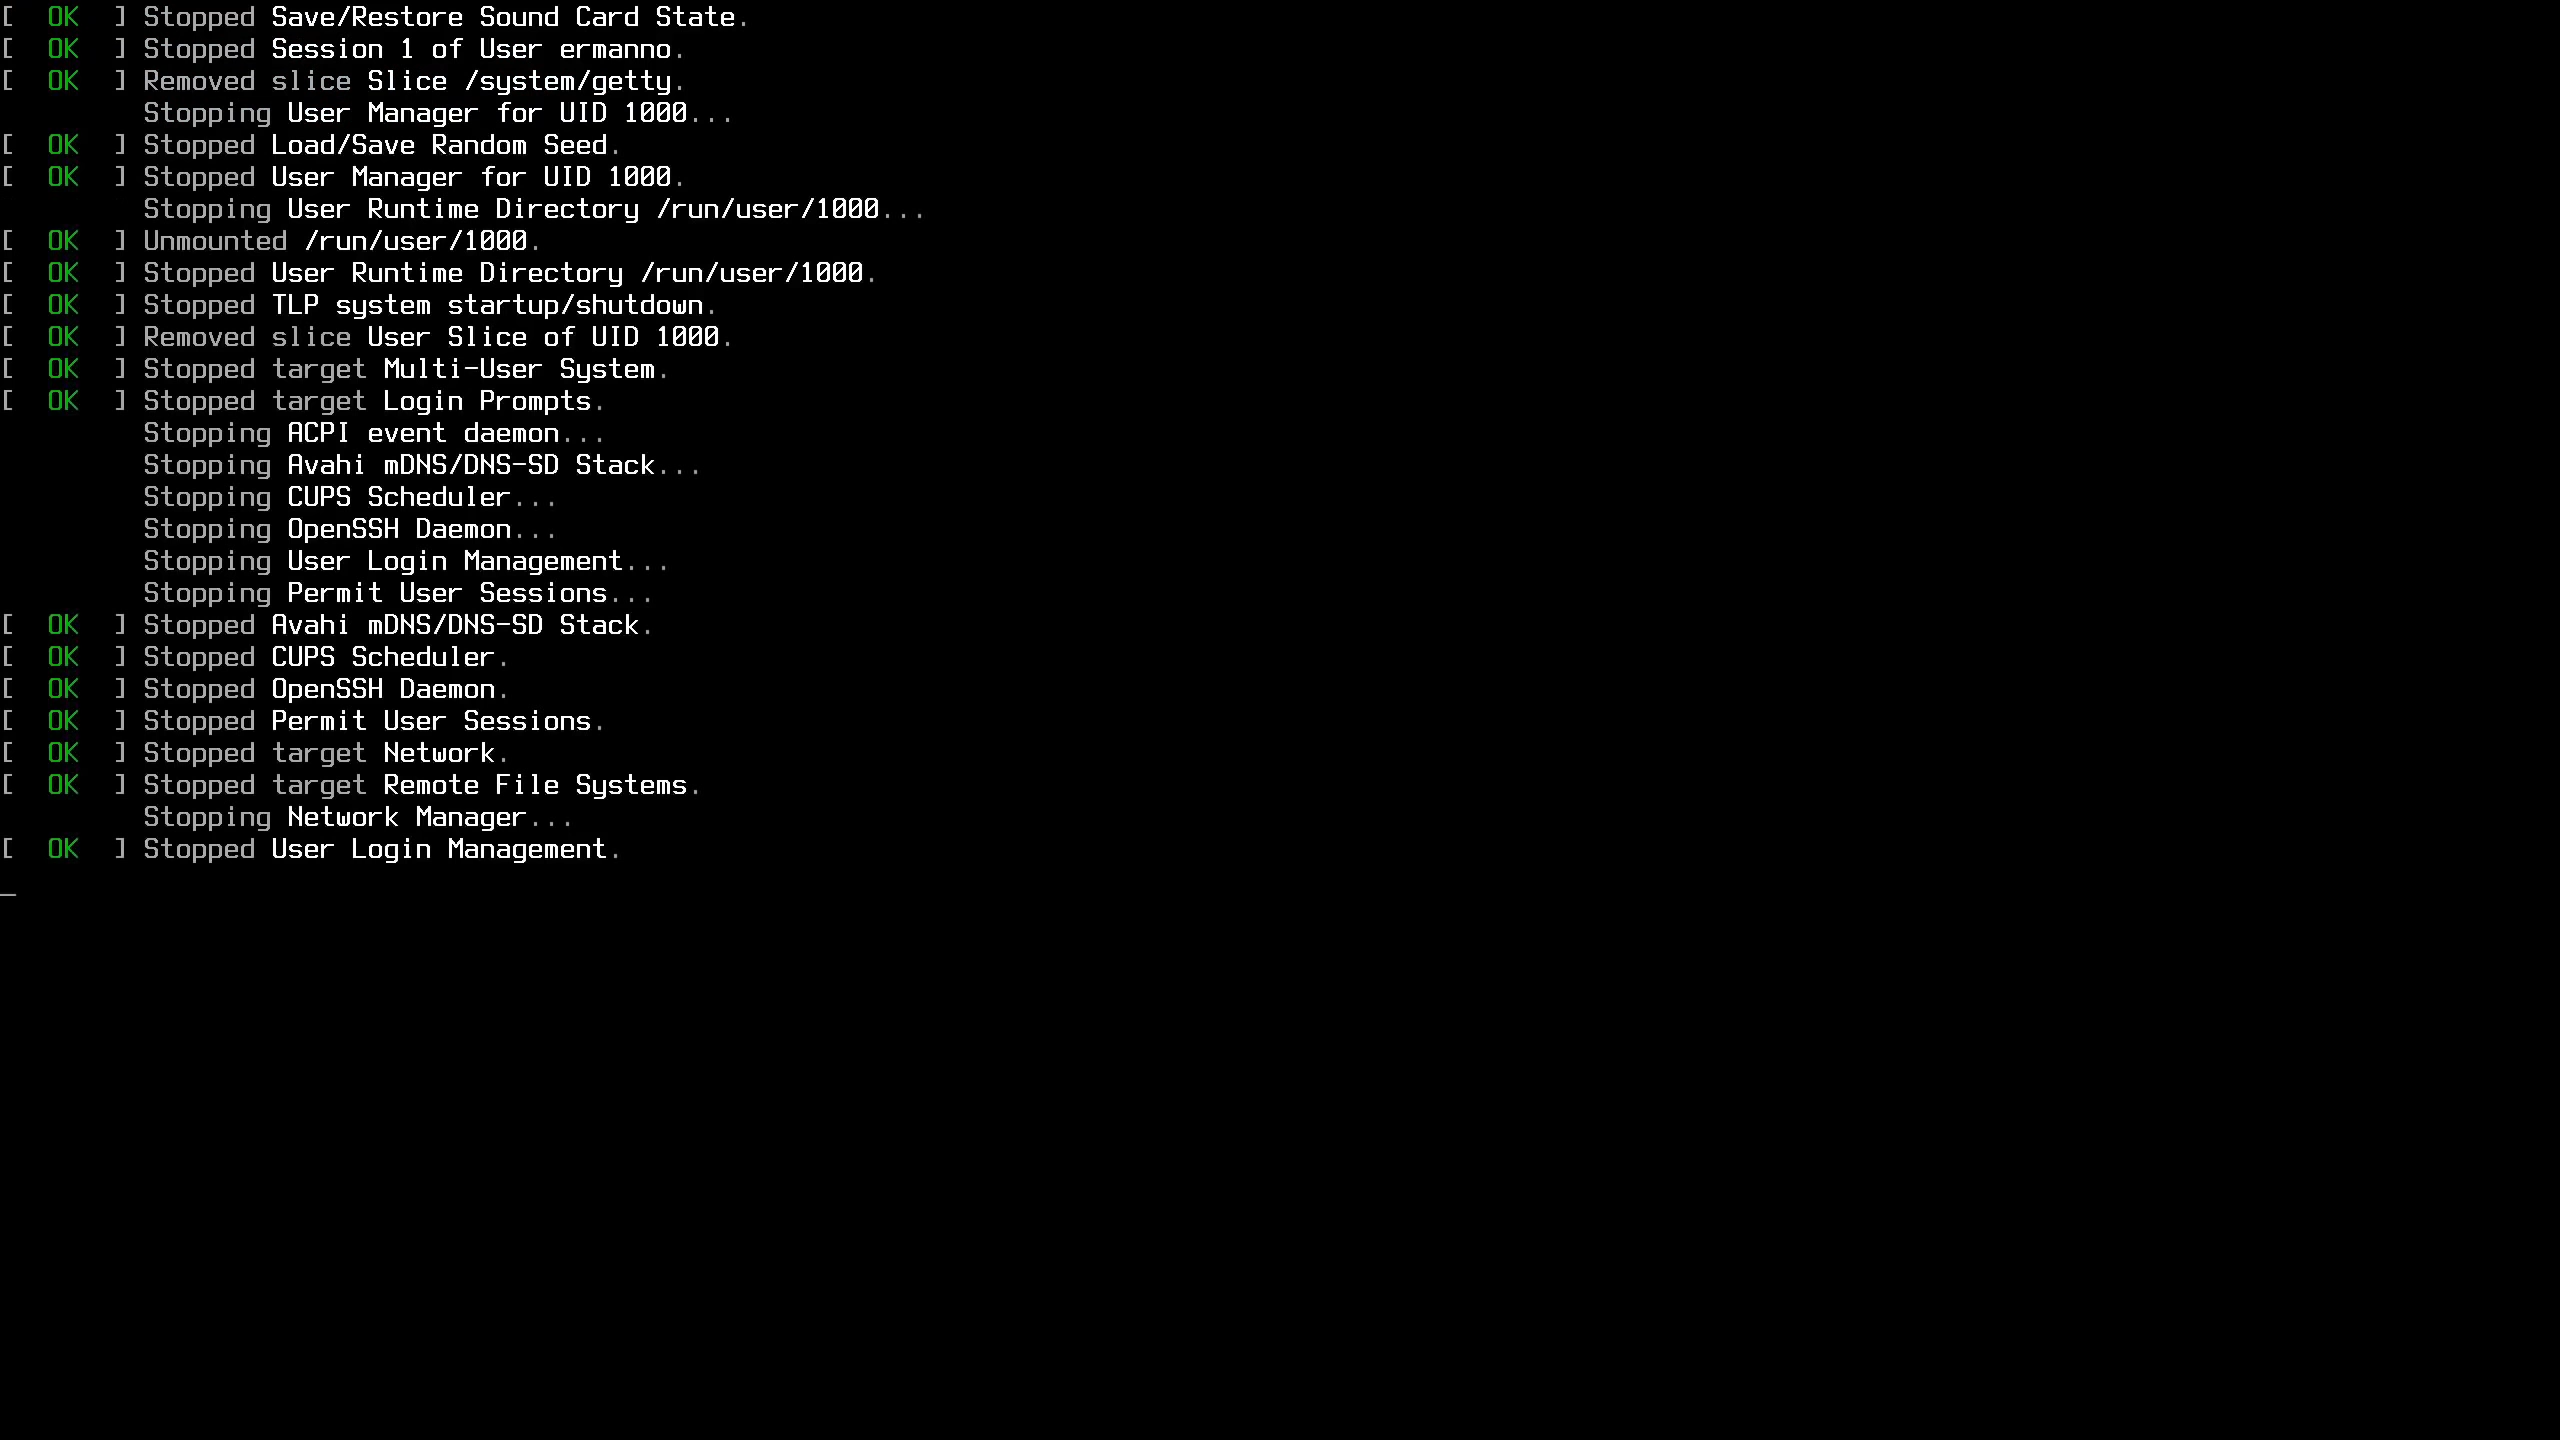 [  OK  ] Stopped Save/Restore Sound Card State.
[  OK  ] Stopped Session 1 of User ermanno.
[  OK  ] Removed slice Slice /system/getty.
         Stopping User Manager for UID 1000...
[  OK  ] Stopped Load/Save Random Seed.
[  OK  ] Stopped User Manager for UID 1000.
         Stopping User Runtime Directory /run/user/1000...
[  OK  ] Unmounted /run/user/1000.
[  OK  ] Stopped User Runtime Directory /run/user/1000.
[  OK  ] Stopped TLP system startup/shutdown.
[  OK  ] Removed slice User Slice of UID 1000.
[  OK  ] Stopped target Multi-User System.
[  OK  ] Stopped target Login Prompts.
         Stopping ACPI event daemon...
         Stopping Avahi mDNS/DNS-SD Stack...
         Stopping CUPS Scheduler...
         Stopping OpenSSH Daemon...
         Stopping User Login Management...
         Stopping Permit User Sessions...
[  OK  ] Stopped Avahi mDNS/DNS-SD Stack.
[  OK  ] Stopped CUPS Scheduler.
[  OK  ] Stopped OpenSSH Daemon.
[  OK  ] Stopped Permit User Sessions.
[  OK  ] Stopped target Network.
[  OK  ] Stopped target Remote File Systems.
         Stopping Network Manager...
[  OK  ] Stopped User Login Management.